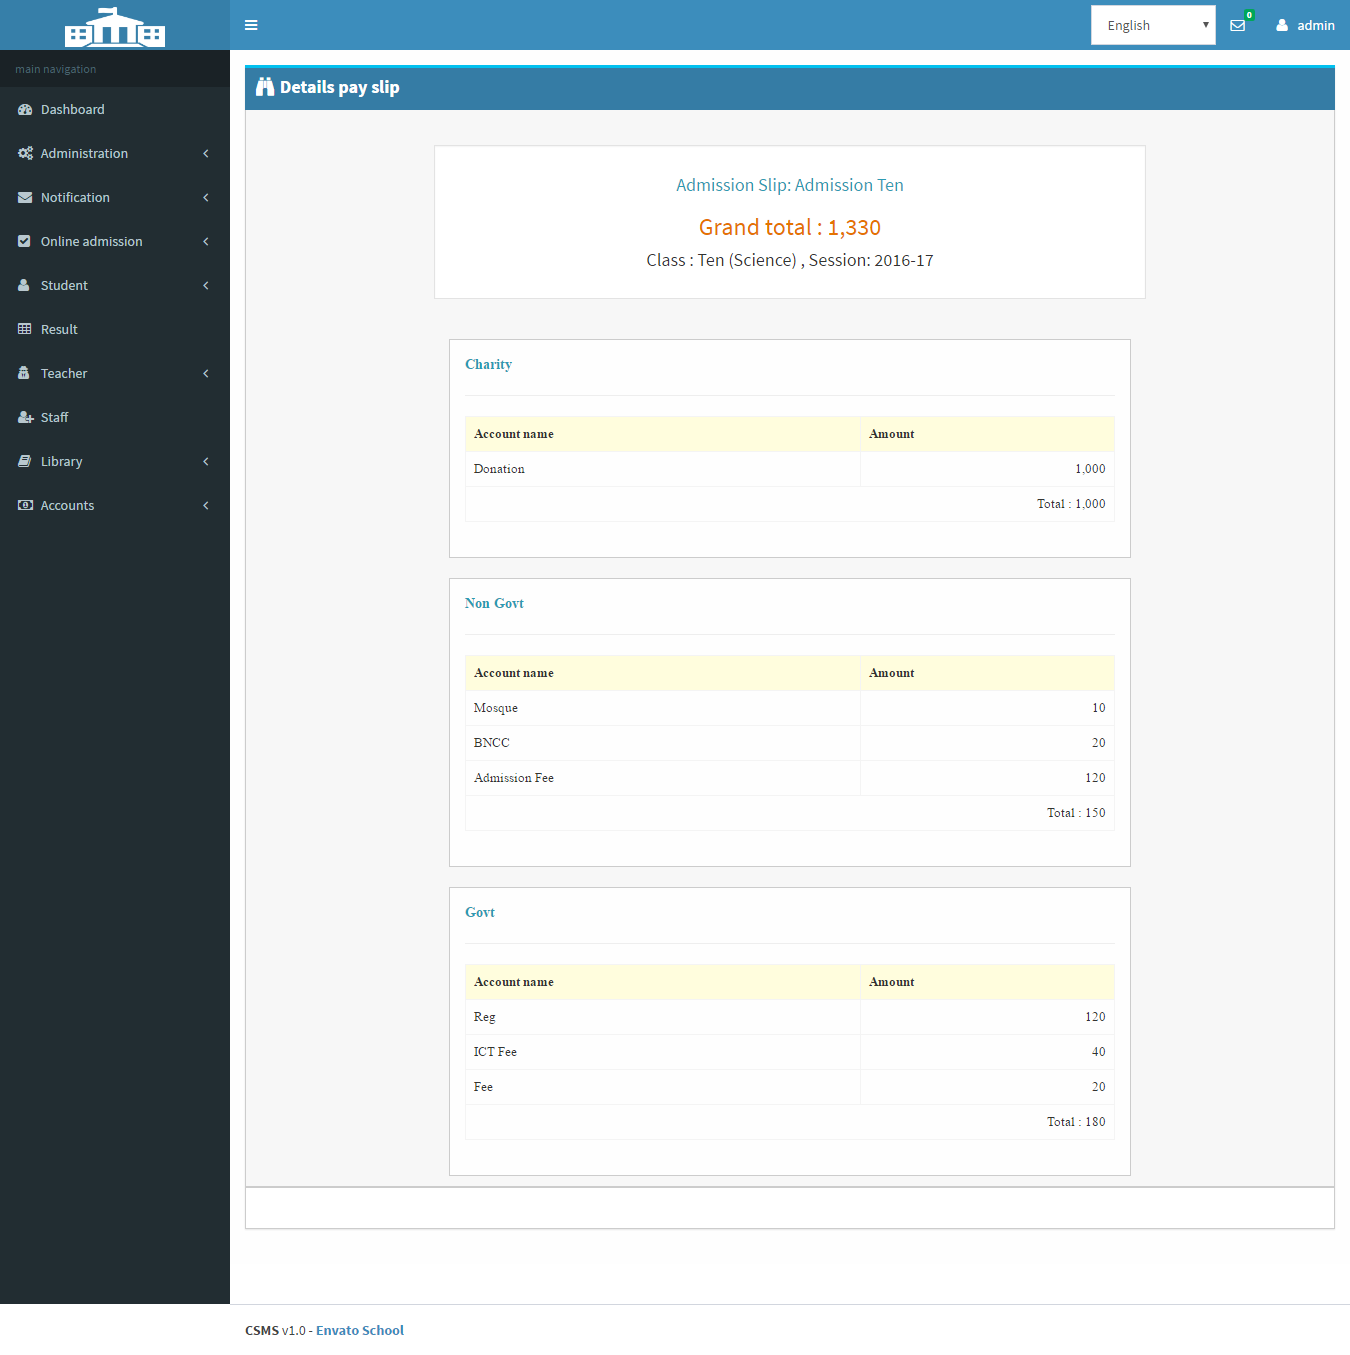 English
0
admin
main navigation
Dashboard
Administration
Notification
Online admission
Student
Result
Teacher
Staff
Library
Accounts
Details pay slip
Admission Slip: Admission Ten
Grand total : 1,330
Class : Ten (Science) , Session: 2016-17
Charity
Account name Amount
Donation 1,000
Total : 1,000
Non Govt
Account name Amount
Mosque 10
BNCC 20
Admission Fee 120
Total : 150
Govt
Account name Amount
Reg 120
ICT Fee 40
Fee 20
Total : 180
CSMS v1.0 - Envato School